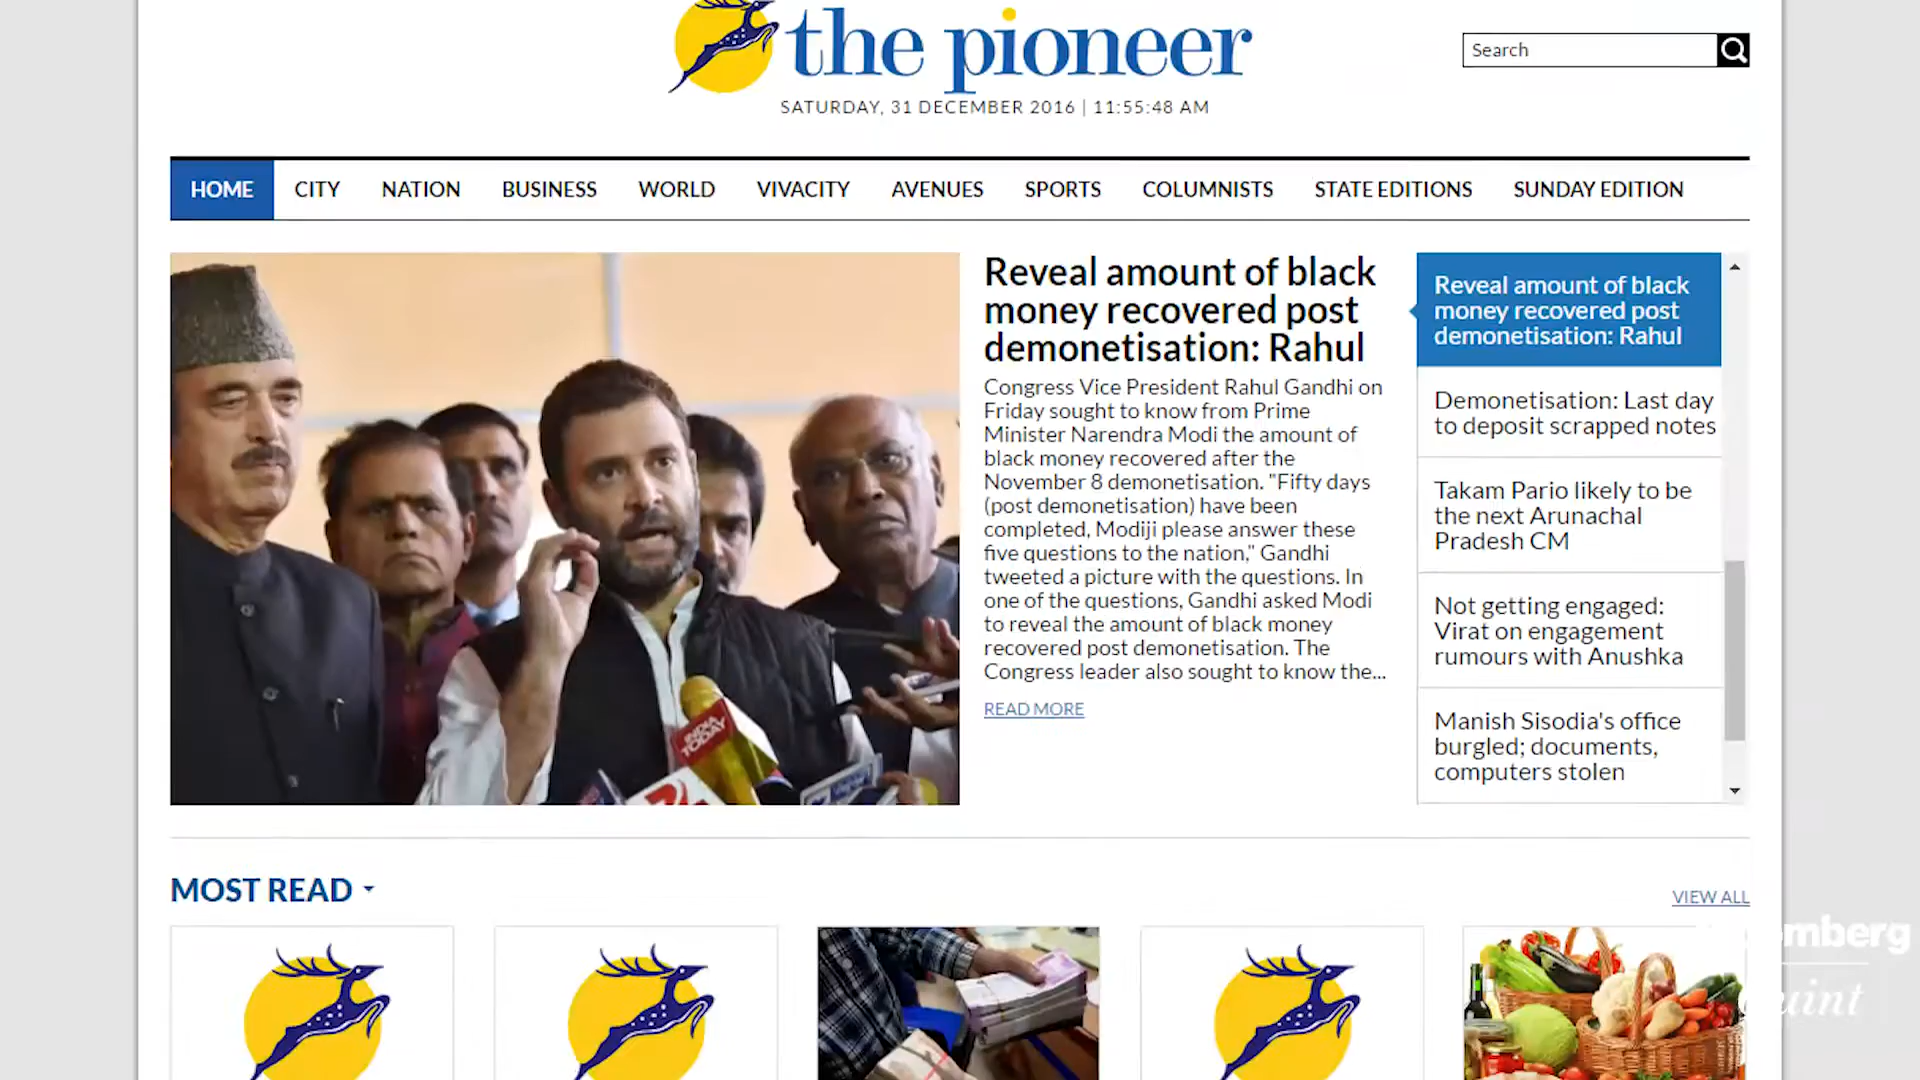 the pioneer
Search
SATURDAY, 31 DECEMBER 2016 | 11:55:48 AM
HOME CITY NATION BUSINESS WORLD VIVACITY AVENUES SPORTS COLUMNISTS STATE EDITIONS SUNDAY EDITION
Reveal amount of black
money recovered post
demonetisation: Rahul
Congress Vice President Rahul Gandhi on
Friday sought to know from Prime
Minister Narendra Modi the amount of
black money recovered after the
November 8 demonetisation. "Fifty days
(post demonetisation) have been
completed, Modiji please answer these
five questions to the nation," Gandhi
tweeted a picture with the questions. In
one of the questions, Gandhi asked Modi
to reveal the amount of black money
recovered post demonetisation. The
Congress leader also sought to know the...
READ MORE
Reveal amount of black
money recovered post
demonetisation: Rahul
Demonetisation: Last day
to deposit scrapped notes
Takam Pario likely to be
the next Arunachal
Pradesh CM
Not getting engaged:
Virat on engagement
rumours with Anushka
Manish Sisodia's office
burgled; documents,
computers stolen
INDIA
TODAY
MOST READ
VIEW ALL
mberg
uint